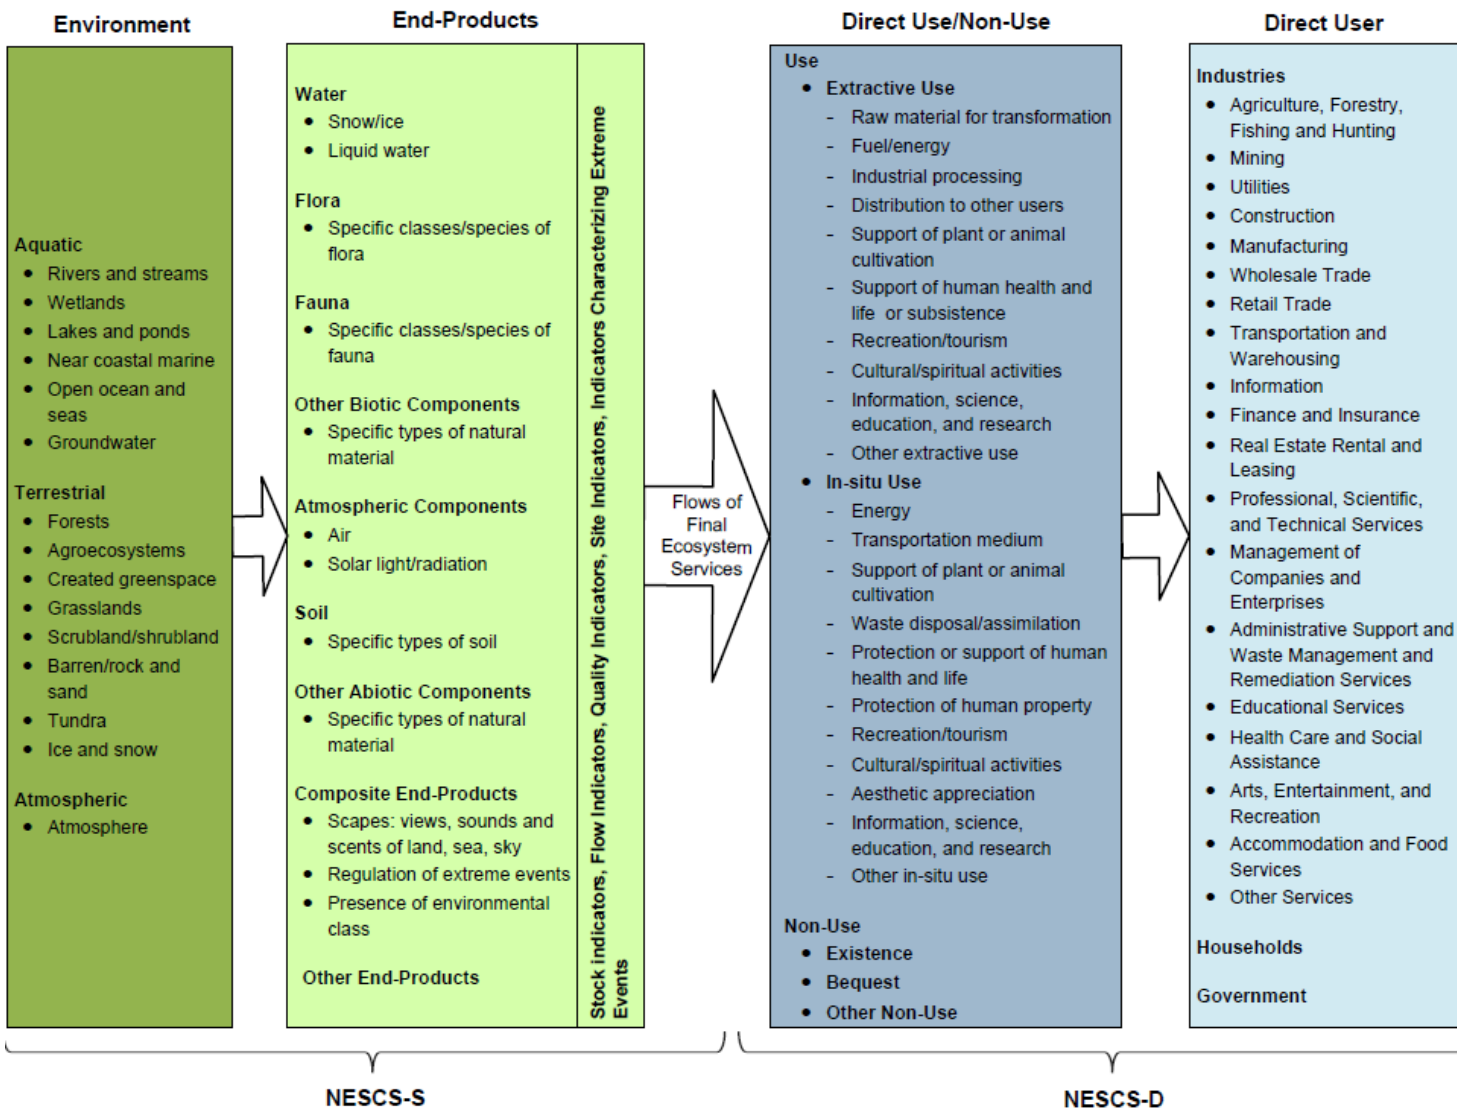 Environment
Aquatic
• Rivers and streams
• Wetlands
• Lakes and ponds
• Near coastal marine
• Open ocean and
seas
• Groundwater
Terrestrial
• Forests
• Agroecosystems
• Created greenspace
• Grasslands
• Scrubland/shrubland
• Barren/rock and
sand
• Tundra
• Ice and snow
Atmospheric
• Atmosphere
End-Products
Water
• Snow/ice
• Liquid water
Flora
• Specific classes/species of
flora
Fauna
• Specific classes/species of
fauna
Other Biotic Components
• Specific types of natural
material
Atmospheric Components
• Air
• Solar light/radiation
Soil
• Specific types of soil
Other Abiotic Components
• Specific types of natural
material
Composite End-Products
• Scapes: views, sounds and
scents of land, sea, sky
• Regulation of extreme events
• Presence of environmental
class
Other End-Products
Stock indicators, Flow Indicators, Quality Indicators, Site Indicators, Indicators Characterizing Extreme
Events
Flows of
Final
Ecosystem
Services
Direct Use/Non-Use
Use
• Extractive Use
- Raw material for transformation
- Fuel/energy
- Industrial processing
- Distribution to other users
- Support of plant or animal
cultivation
- Support of human health and
life or subsistence
- Recreation/tourism
- Cultural/spiritual activities
- Information, science,
education, and research
- Other extractive use
• In-situ Use
- Energy
- Transportation medium
- Support of plant or animal
cultivation
- Waste disposal/assimilation
- Protection or support of human
health and life
- Protection of human property
- Recreation/tourism
- Cultural/spiritual activities
- Aesthetic appreciation
- Information, science,
education, and research
- Other in-situ use
Non-Use
• Existence
• Bequest
• Other Non-Use
Direct User
Industries
• Agriculture, Forestry,
Fishing and Hunting
• Mining
• Utilities
• Construction
• Manufacturing
• Wholesale Trade
• Retail Trade
• Transportation and
Warehousing
• Information
• Finance and Insurance
• Real Estate Rental and
Leasing
• Professional, Scientific,
and Technical Services
• Management of
Companies and
Enterprises
• Administrative Support and
Waste Management and
Remediation Services
• Educational Services
• Health Care and Social
Assistance
• Arts, Entertainment, and
Recreation
• Accommodation and Food
Services
• Other Services
Households
Government
NESCS-S
NESCS-D